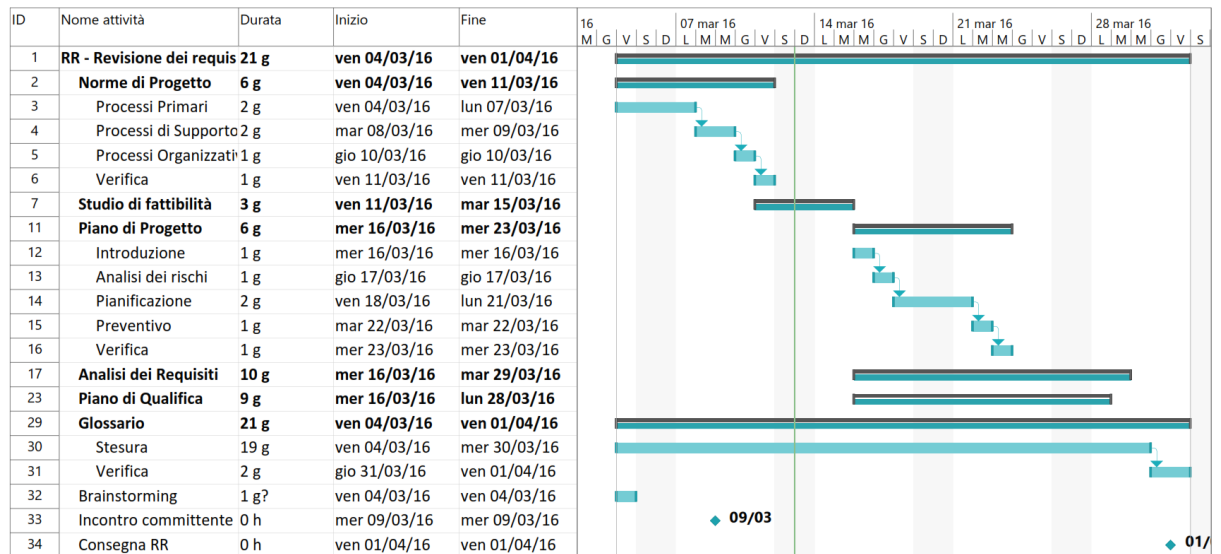 ID Nome attività Durata Inizio Fine 16 07 mar 16 14 mar 16 21 mar 16 28 mar 16
M G V S D L M M G V S D L M M G V S D L M M G V S D L M M G V S
1 RR - Revisione dei requis 21 g ven 04/03/16 ven 01/04/16
2 Norme di Progetto 6 g ven 04/03/16 ven 11/03/16
3 Processi Primari 2 g ven 04/03/16 lun 07/03/16
4 Processi di Supporto 2 g mar 08/03/16 mer 09/03/16
5 Processi Organizzati 1 g gio 10/03/16 gio 10/03/16
6 Verifica 1 g ven 11/03/16 ven 11/03/16
7 Studio di fattibilità 3 g ven 11/03/16 mar 15/03/16
11 Piano di Progetto 6 g mer 16/03/16 mer 23/03/16
12 Introduzione 1 g mer 16/03/16 mer 16/03/16
13 Analisi dei rischi 1 g gio 17/03/16 gio 17/03/16
14 Pianificazione 2 g ven 18/03/16 lun 21/03/16
15 Preventivo 1 g mar 22/03/16 mar 22/03/16
16 Verifica 1 g mer 23/03/16 mer 23/03/16
17 Analisi dei Requisiti 10 g mer 16/03/16 mar 29/03/16
23 Piano di Qualifica 9 g mer 16/03/16 lun 28/03/16
29 Glossario 21 g ven 04/03/16 ven 01/04/16
30 Stesura 19 g ven 04/03/16 mer 30/03/16
31 Verifica 2 g gio 31/03/16 ven 01/04/16
32 Brainstorming 1 g? ven 04/03/16 ven 04/03/16
33 Incontro committente 0 h mer 09/03/16 mer 09/03/16 09/03
34 Consegna RR 0 h ven 01/04/16 ven 01/04/16 01/